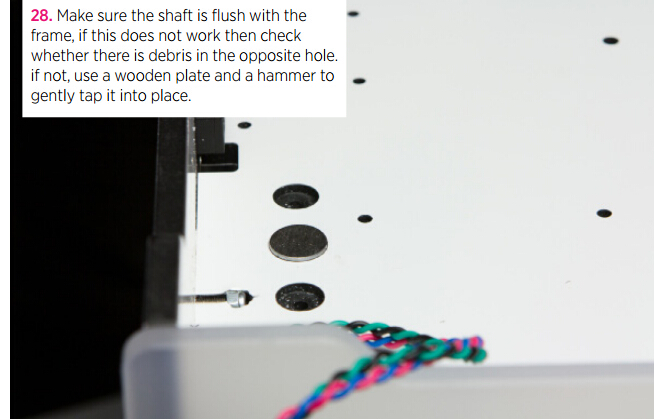 28. Make sure the shaft is flush with the
frame, if this does not work then check
whether there is debris in the opposite hole.
if not, use a wooden plate and a hammer to
gently tap it into place.